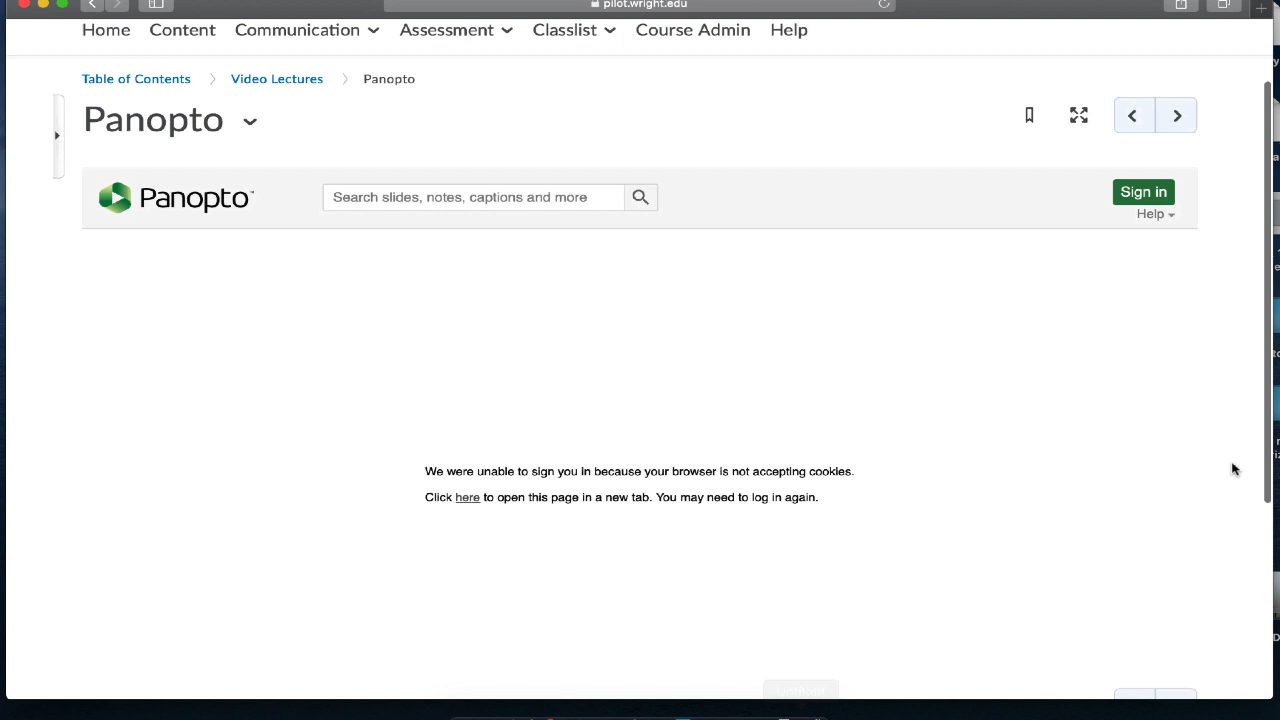 pilot.wright.edu
Home Content Communication Assessment Classlist Course Admin Help
Table of Contents Video Lectures Panopto
Panopto
Panopto™ Search slides, notes, captions and more Sign in
Help
We were unable to sign you in because your browser is not accepting cookies.
Click here to open this page in a new tab. You may need to log in again.